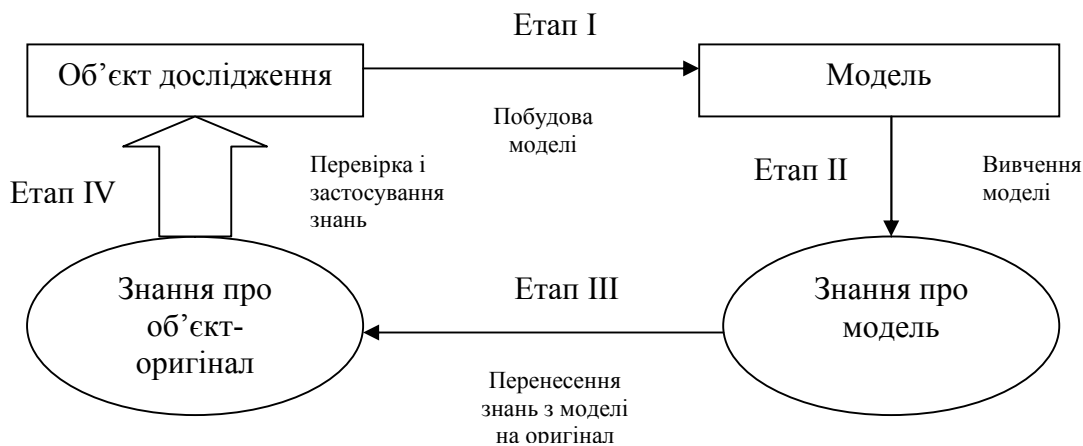 Етап I
Об’єкт дослідження
Модель
Побудова
моделі
Етап II
Вивчення
моделі
Етап IV
Перевірка і
застосування
знань
Знання про
об’єкт-
оригінал
Етап III
Знання про
модель
Перенесення
знань з моделі
на оригінал